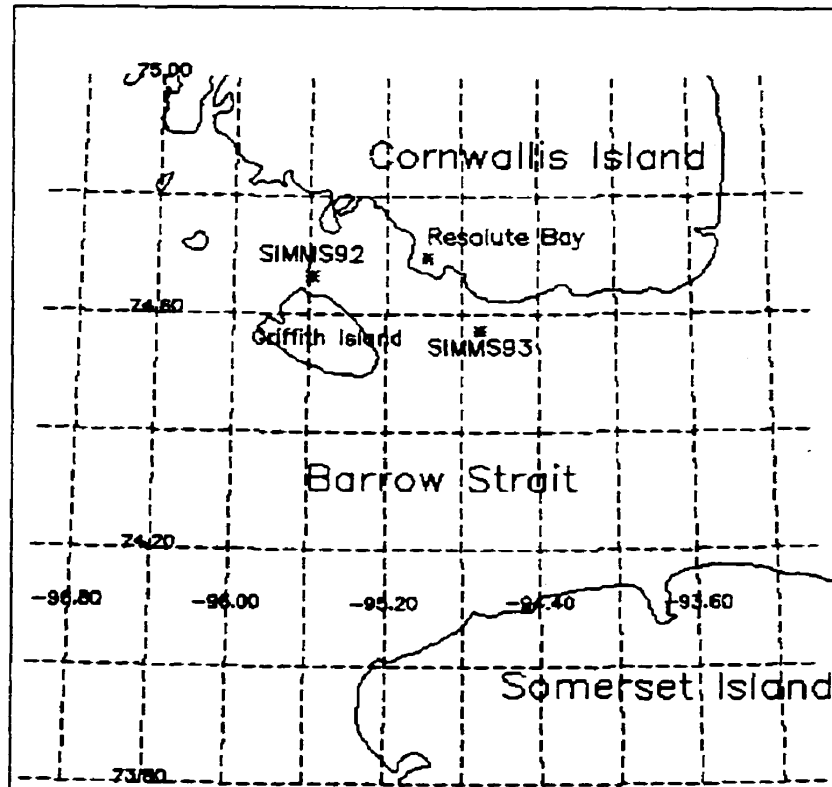 75.00
Cornwallis Island
Resolute Bay
SIMMS92
74.60
Griffith Island
SIMMS93
Barrow Strait
74.20
-96.80 -96.00 -95.20 -94.40 -93.60
Somerset Island
73.80